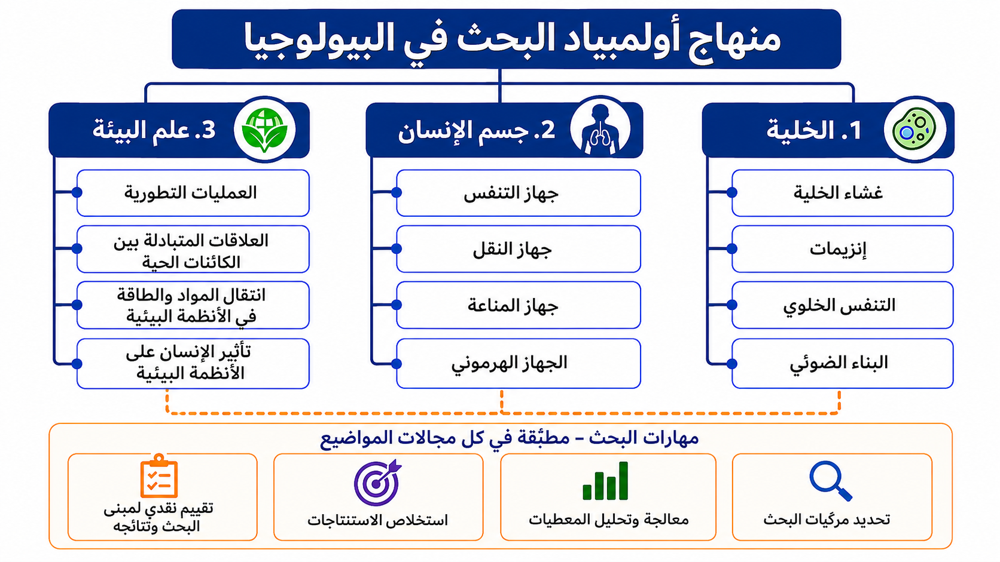 منهاج أولمبياد البحث في البيولوجيا
1. الخلية
غشاء الخلية
إنزيمات
التنفس الخلوي
البناء الضوئي
2. جسم الإنسان
جهاز التنفس
جهاز النقل
جهاز المناعة
الجهاز الهرموني
3. علم البيئة
العمليات التطورية
العلاقات المتبادلة بين
الكائنات الحية
انتقال المواد والطاقة
في الأنظمة البيئية
تأثير الإنسان على
الأنظمة البيئية
مهارات البحث – مطبَّقة في كل مجالات المواضيع
تحديد مركَبات البحث
معالجة وتحليل المعطيات
استخلاص الاستنتاجات
تقييم نقدي لمبنى
البحث ونتائجه